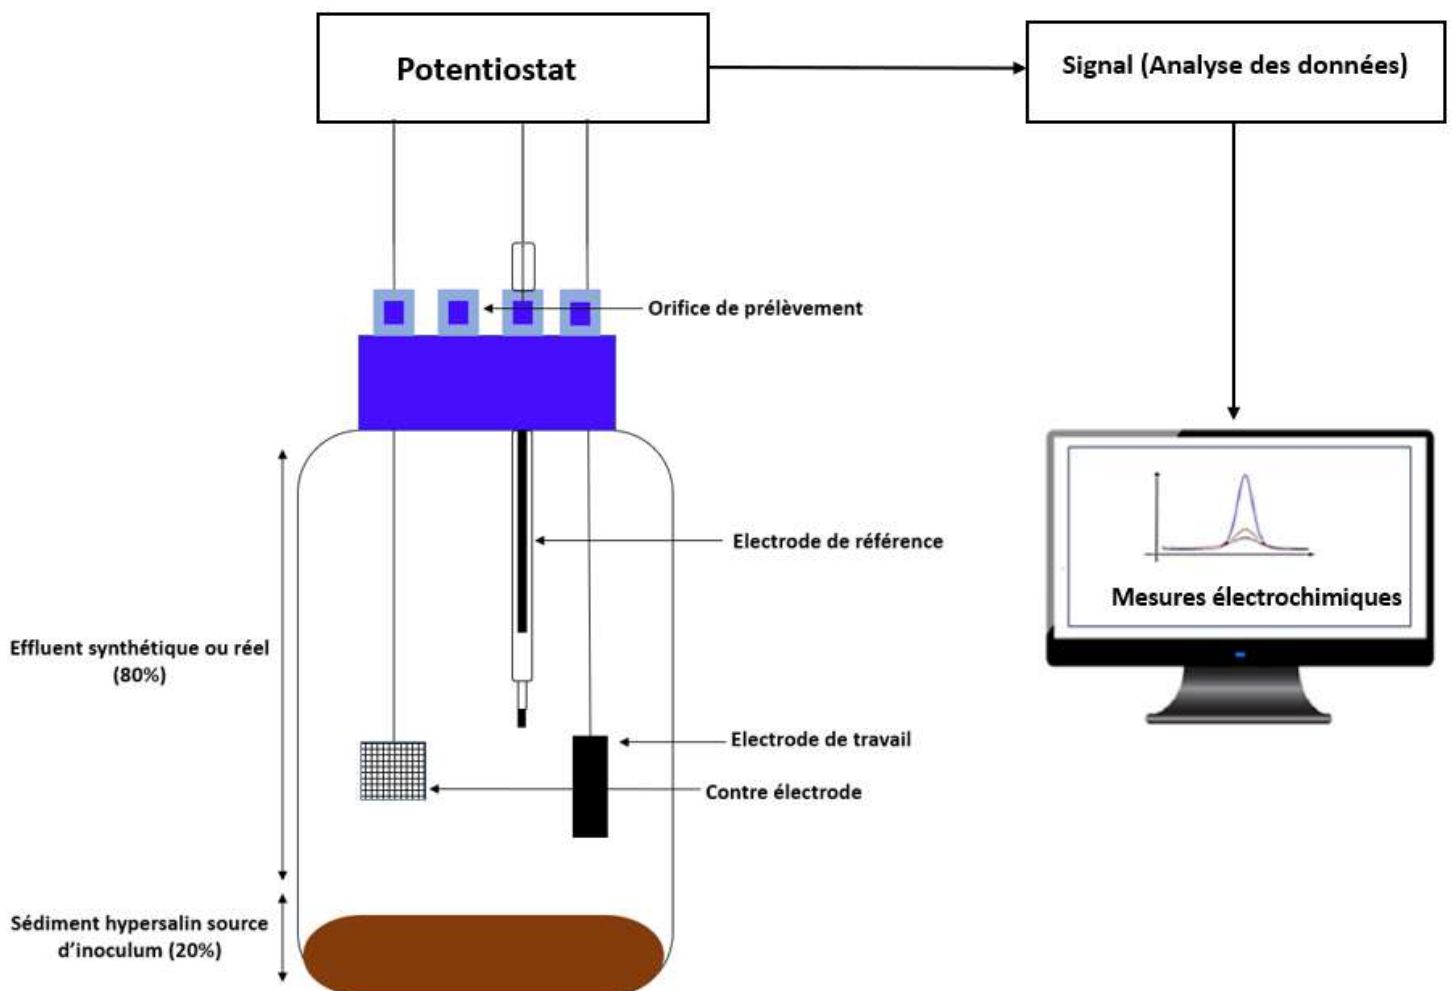 Potentiostat
Signal (Analyse des données)
Orifice de prélèvement
Electrode de référence
Mesures électrochimiques
Effluent synthétique ou réel
(80%)
Electrode de travail
Contre électrode
Sédiment hypersalin source
d’inoculum (20%)